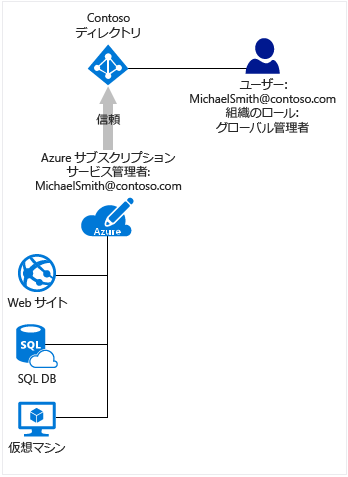 Contoso
ディレクトリ
ユーザー:
MichaelSmith@contoso.com
組織のロール:
グローバル管理者
信頼
Azure サブスクリプション
サービス管理者:
MichaelSmith@contoso.com
Azure
Web サイト
SQL
SQL DB
仮想マシン